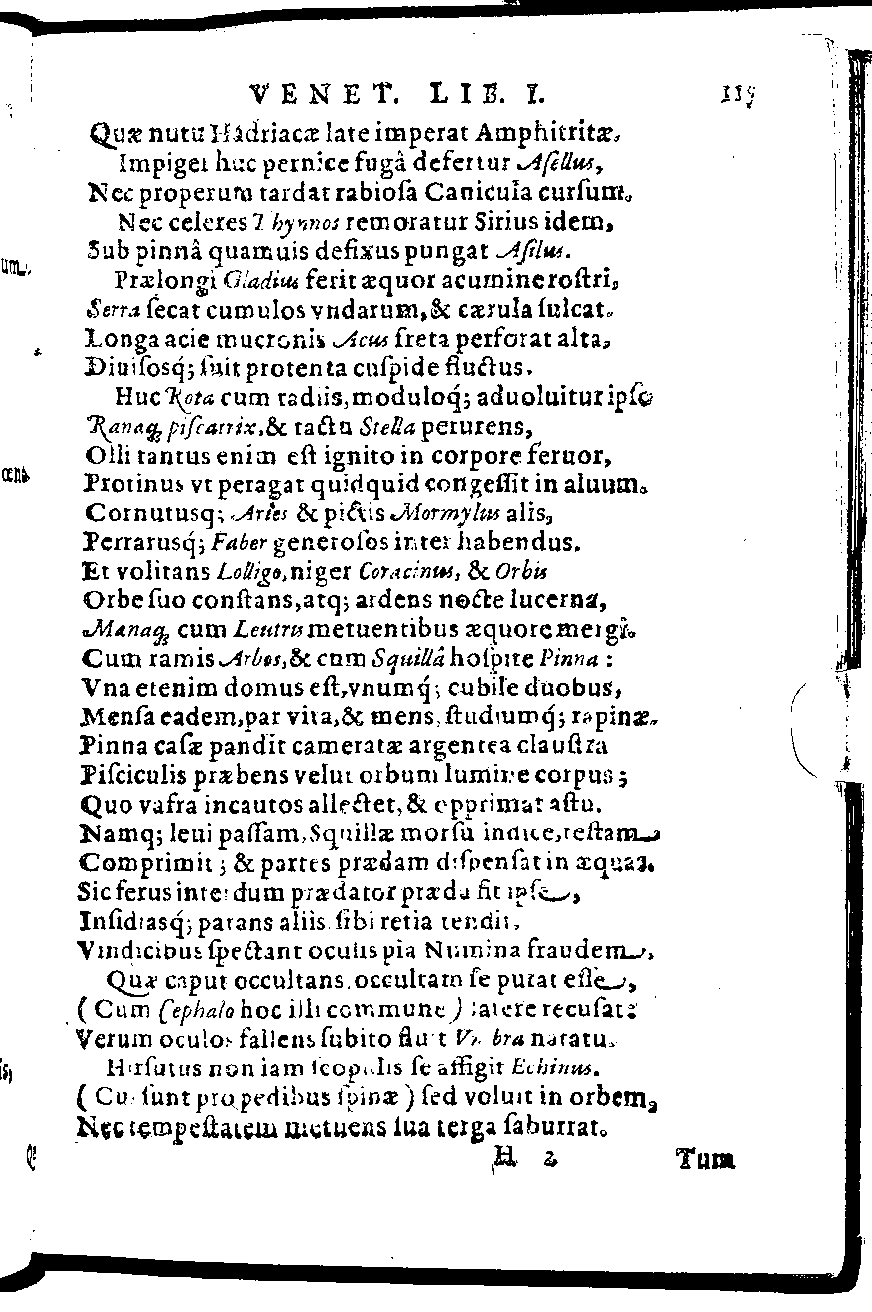 VENET. LIB. I. 115
Quæ nutu Hadriacæ late imperat Amphitritæ,
Impiger huc pernice fugâ defertur Aſellus,
Nec properum tardat rabioſa Canicula curſum.
Nec celeres Thynnos remoratur Sirius idem,
Sub pinnâ quamuis defixus pungat Aſilus.
Prælongi Gladius ferit æquor acumine roſtri,
Serra ſecat cumulos vndarum, & cærula ſulcat.
Longa acie mucronis Acus freta perforat alta,
Diuiſosq́; ſuit protenta cuſpide fluctus.
Huc Rota cum radiis, moduloq́; aduoluitur ipſo
Ranaq; piſcatrix, & tactu Stella perurens,
Olli tantus enim eſt ignito in corpore feruor,
Protinus vt peragat quidquid congeſſit in aluum.
Cornutusq; Aries & pictis Mormylus alis,
Perrarusq́; Faber generoſos inter habendus.
Et volitans Lolligo, niger Coracinus, & Orbis
Orbe ſuo conſtans, atq; ardens nocte lucerna,
Mænaq; cum Leutru metuentibus æquore mergi.
Cum ramis Arbos, & cum Squillâ hoſpite Pinna :
Vna etenim domus eſt, vnumq́; cubile duobus,
Menſa eadem, par vita, & mens, ſtudiumq́; rapinæ.
Pinna caſæ pandit cameratæ argentea clauſtra
Piſciculis præbens velut orbum lumine corpus;
Quo vafra incautos allectet, & opprimat aſtu.
Namq; leui paſſam, Squillæ morſu indice, teſtam
Comprimit; & partes prædam diſpenſat in æquas.
Sic ferus interdum prædator præda fit ipſe,
Inſidiasq́; parans aliis ſibi retia tendit,
Vindicibus ſpectant oculis pia Numina fraudem,
Quæ caput occultans, occultam ſe putat eſſe,
( Cum Cephalo hoc illi commune ) latere recuſat:
Verum oculos fallens ſubito fluit Vmbra natatu.
Hirſutus non iam ſcopulis ſe affigit Echinus.
( Cui ſunt pro pedibus ſpinæ ) ſed voluit in orbem,
Nec tempeſtatem metuens ſua terga ſaburrat.
H 2 Tum